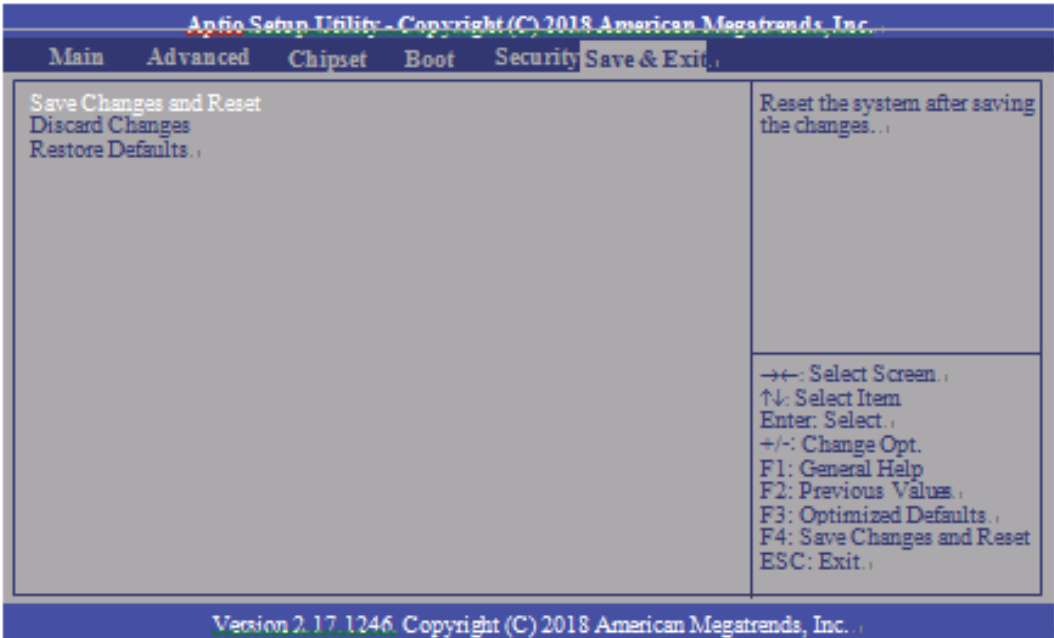 Aptio Setup Utility - Copyright (C) 2018 American Megatrends, Inc.
Main Advanced Chipset Boot Security Save & Exit
Save Changes and Reset
Discard Changes
Restore Defaults.
Reset the system after saving
the changes..
→←: Select Screen.
↑↓: Select Item
Enter: Select.
+/-: Change Opt.
F1: General Help
F2: Previous Values.
F3: Optimized Defaults.
F4: Save Changes and Reset
ESC: Exit.
Version 2.17.1246. Copyright (C) 2018 American Megatrends, Inc. .